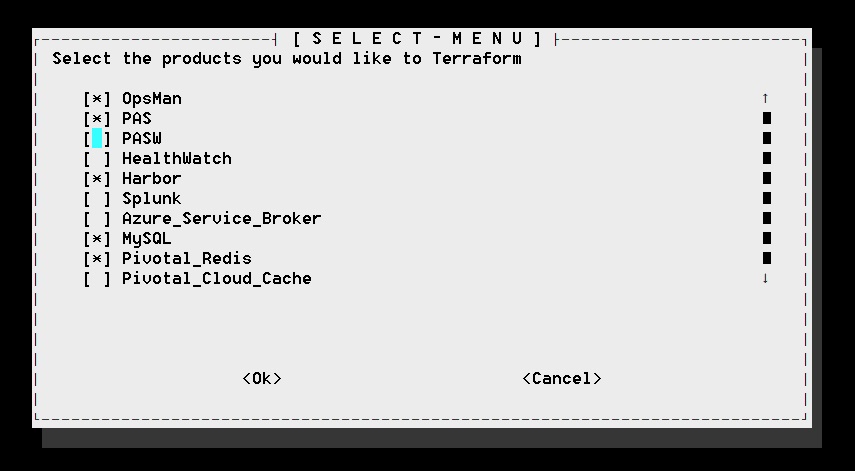 [ S E L E C T - M E N U ]
Select the products you would like to Terraform
[*] OpsMan ↑
[*] PAS
[ ] PASW
[ ] HealthWatch
[*] Harbor
[ ] Splunk
[ ] Azure_Service_Broker
[*] MySQL
[*] Pivotal_Redis
[ ] Pivotal_Cloud_Cache ↓
<Ok> <Cancel>